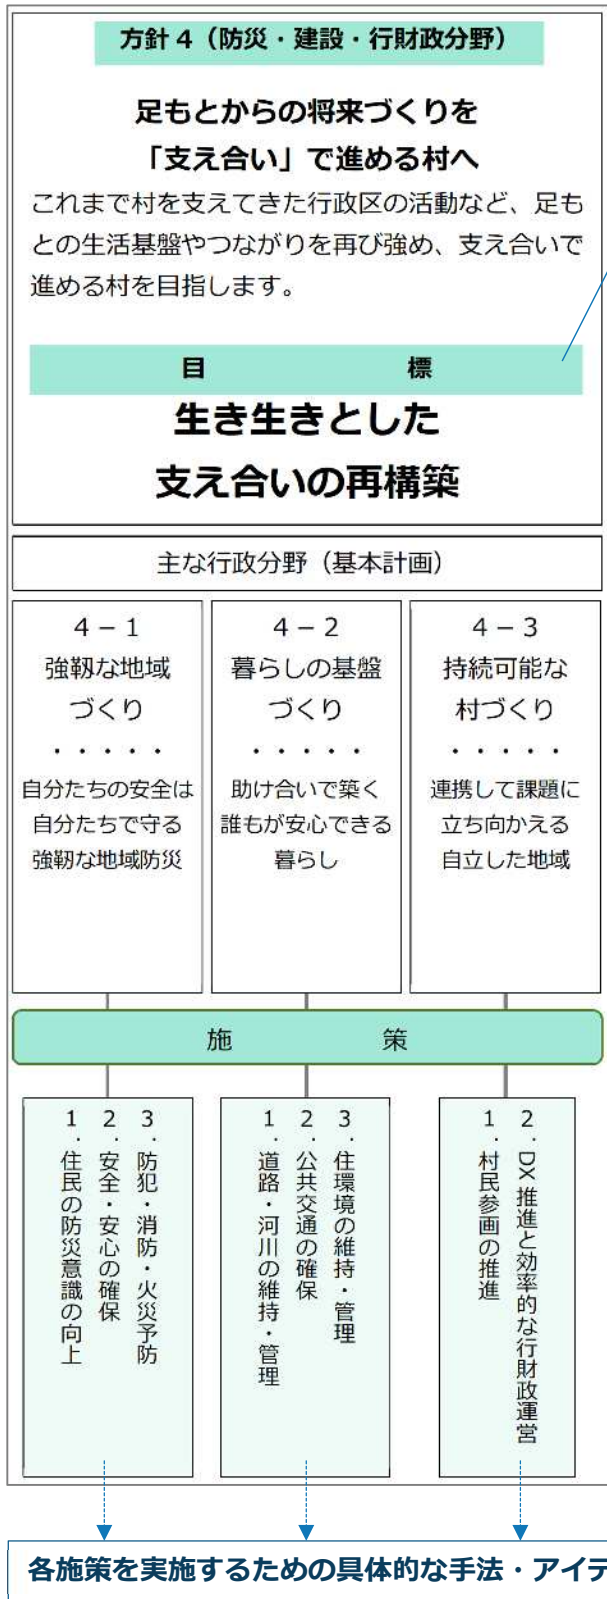 方針４（防災・建設・行財政分野）
足もとからの将来づくりを
「支え合い」で進める村へ
これまで村を支えてきた行政区の活動など、足も
との生活基盤やつながりを再び強め、支え合いで
進める村を目指します。
目　標
生き生きとした
支え合いの再構築
主な行政分野（基本計画）
４－１
強靱な地域
づくり
・・・・・
自分たちの安全は
自分たちで守る
強靱な地域防災
４－２
暮らしの基盤
づくり
・・・・・
助け合いで築く
誰もが安心できる
暮らし
４－３
持続可能な
村づくり
・・・・・
連携して課題に
立ち向かえる
自立した地域
施　策
１．住民の防災意識の向上
２．安全・安心の確保
３．防犯・消防・火災予防
１．道路・河川の維持・管理
２．公共交通の確保
３．住環境の維持・管理
１．村民参画の推進
２．DX推進と効率的な行財政運営
各施策を実施するための具体的な手法・アイデ